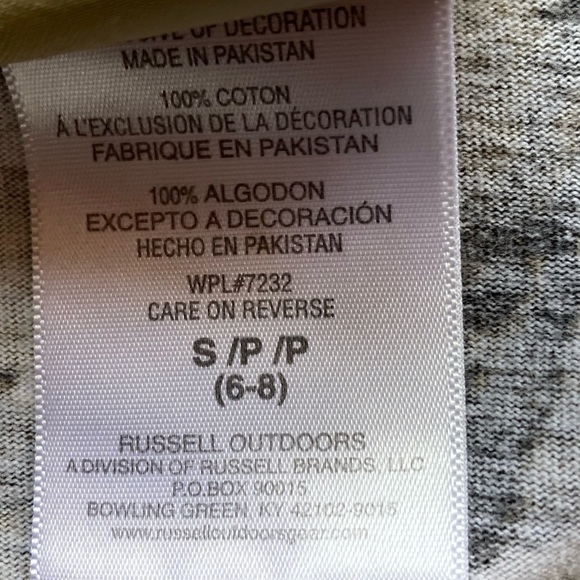 OF DECORATION
MADE IN PAKISTAN
100% COTON
À L'EXCLUSION DE LA DÉCORATION
FABRIQUE EN PAKISTAN
100% ALGODON
EXCEPTO A DECORACIÓN
HECHO EN PAKISTAN
WPL#7232
CARE ON REVERSE
S /P /P
(6-8)
RUSSELL OUTDOORS
A DIVISION OF RUSSELL BRANDS, LLC
P.O.BOX 90015
BOWLING GREEN, KY 42102-9015
www.russelloutdoorsgear.com